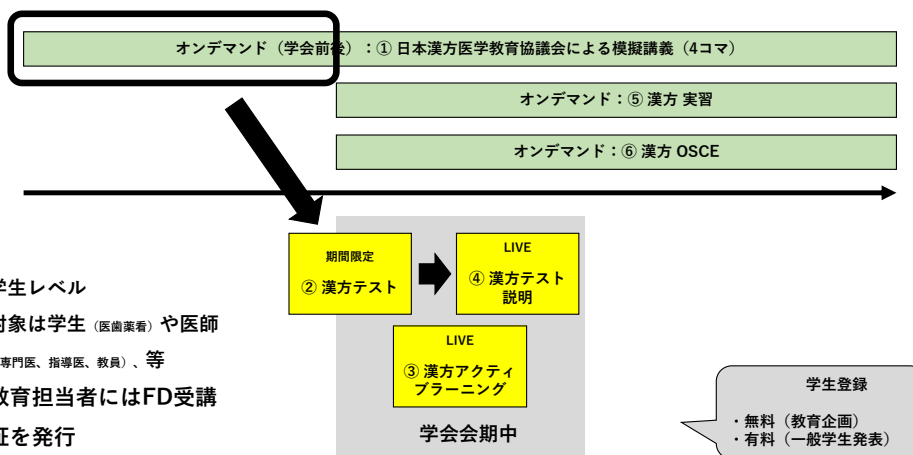 オンデマンド（学会前後）：① 日本漢方医学教育協議会による模擬講義（4コマ）
オンデマンド：⑤ 漢方 実習
オンデマンド：⑥ 漢方 OSCE
期間限定
② 漢方テスト
LIVE
④ 漢方テスト
説明
LIVE
③ 漢方アクティ
ブラーニング
学会会期中
学生レベル
対象は学生（医歯薬看）や医師
専門医、指導医、教員）、等
教育担当者にはFD受講
証を発行
学生登録
・無料（教育企画）
・有料（一般学生発表）